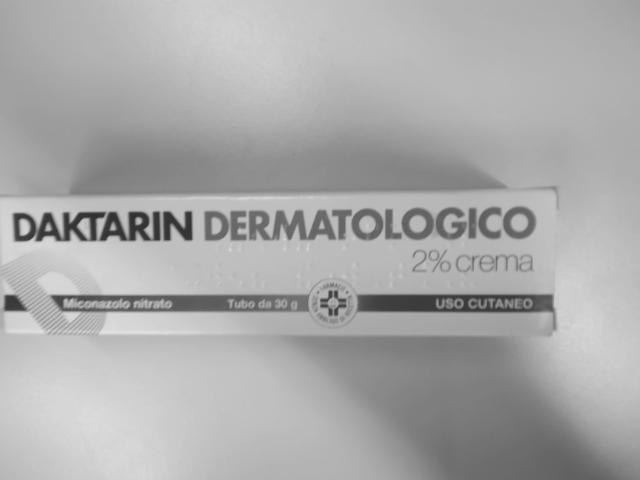 DAKTARIN DERMATOLOGICO
2% crema
Miconazolo nitrato Tubo da 30 g USO CUTANEO